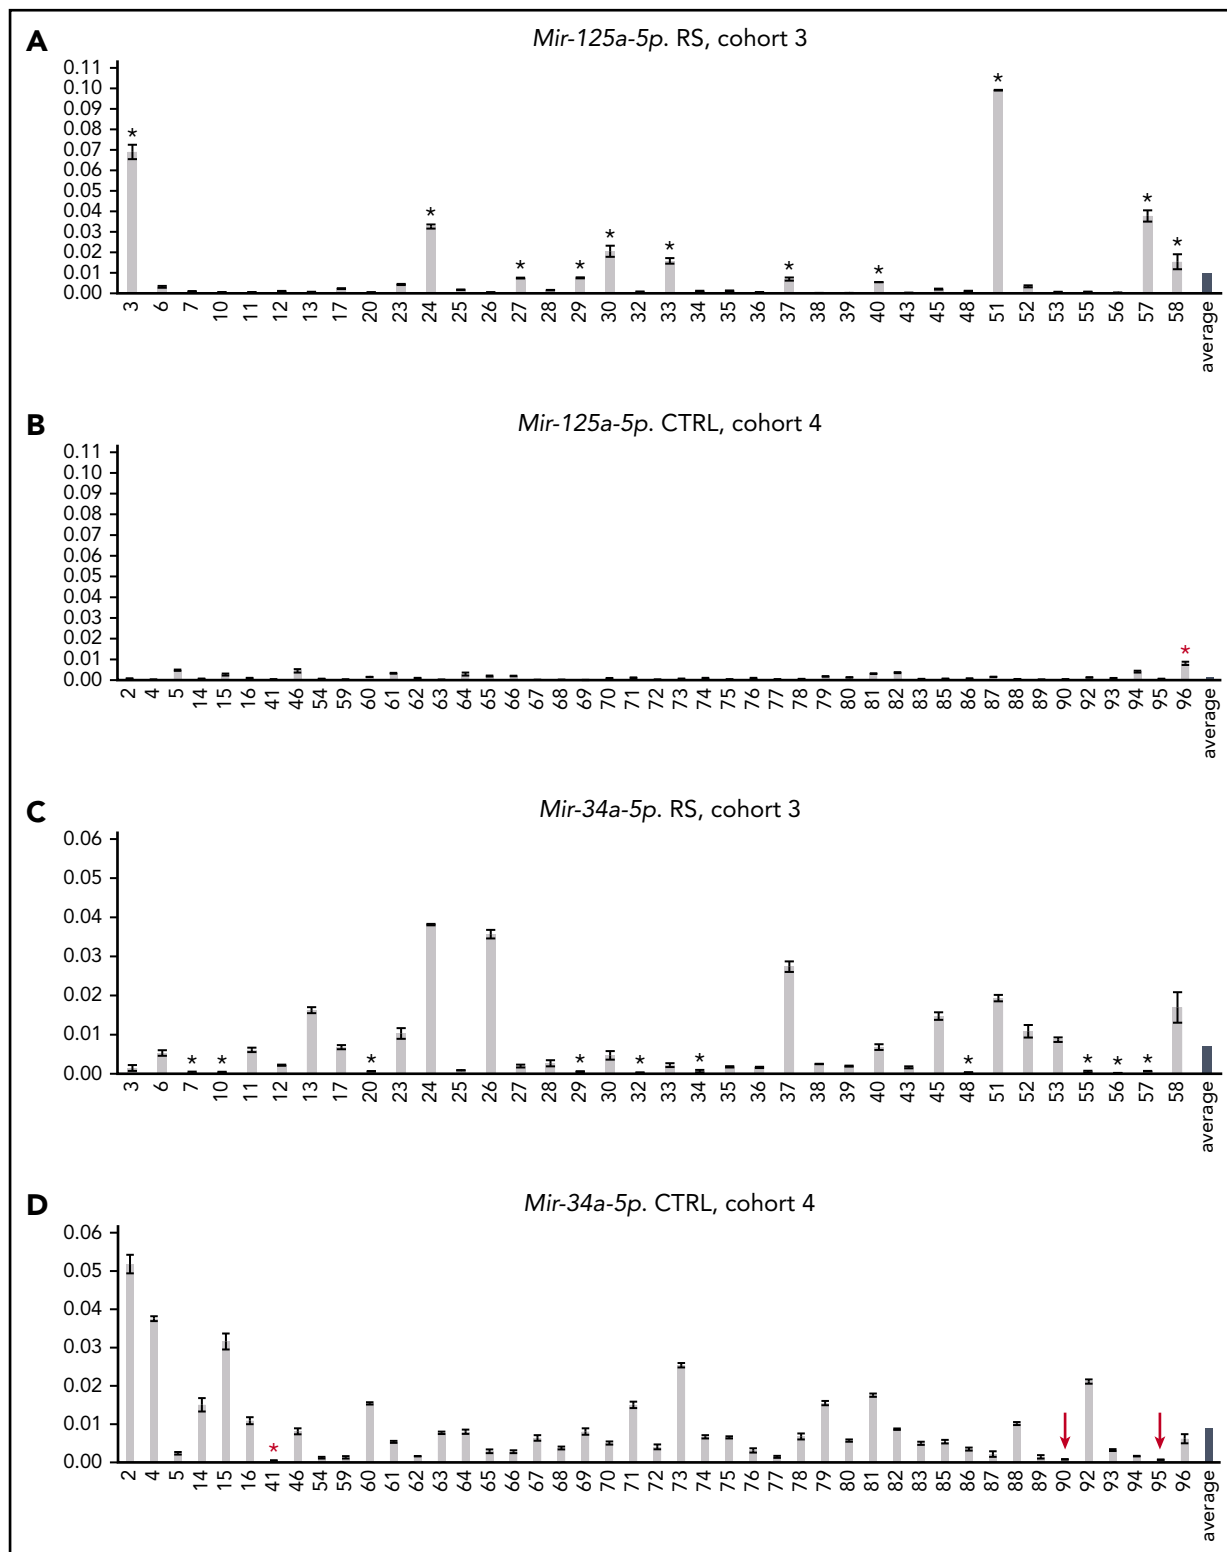 A
Mir-125a-5p. RS, cohort 3
0.11
0.10
0.09
0.08
0.07
0.06
0.05
0.04
0.03
0.02
0.01
0.00
* * * * * * * * * * *
3 6 7 10 11 12 13 17 20 23 24 25 26 27 28 29 30 32 33 34 35 36 37 38 39 40 43 45 48 51 52 53 55 56 57 58 average
B
Mir-125a-5p. CTRL, cohort 4
0.11
0.10
0.09
0.08
0.07
0.06
0.05
0.04
0.03
0.02
0.01
0.00
*
2 4 5 14 15 16 41 46 54 59 60 61 62 63 64 65 66 67 68 69 70 71 72 73 74 75 76 77 78 79 80 81 82 83 85 86 87 88 89 90 92 93 94 95 96 average
C
Mir-34a-5p. RS, cohort 3
0.06
0.05
0.04
0.03
0.02
0.01
0.00
* * * * * * * * * *
3 6 7 10 11 12 13 17 20 23 24 25 26 27 28 29 30 32 33 34 35 36 37 38 39 40 43 45 48 51 52 53 55 56 57 58 average
D
Mir-34a-5p. CTRL, cohort 4
0.06
0.05
0.04
0.03
0.02
0.01
0.00
*
2 4 5 14 15 16 41 46 54 59 60 61 62 63 64 65 66 67 68 69 70 71 72 73 74 75 76 77 78 79 80 81 82 83 85 86 87 88 89 90 92 93 94 95 96 average